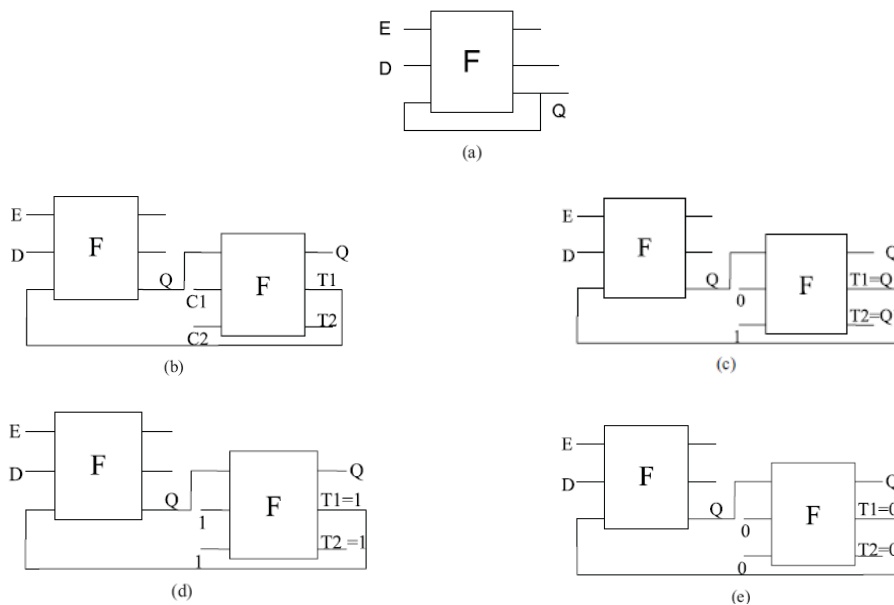 E
F
D
Q
(a)
E
D
F
Q
C1
C2
F
Q
T1
T2
(b)
E
D
F
Q
0
1
F
Q
T1=Q
T2=Q
(c)
E
D
F
Q
1
1
F
Q
T1=1
T2 =1
(d)
E
D
F
Q
0
0
F
Q
T1=0
T2=0
(e)